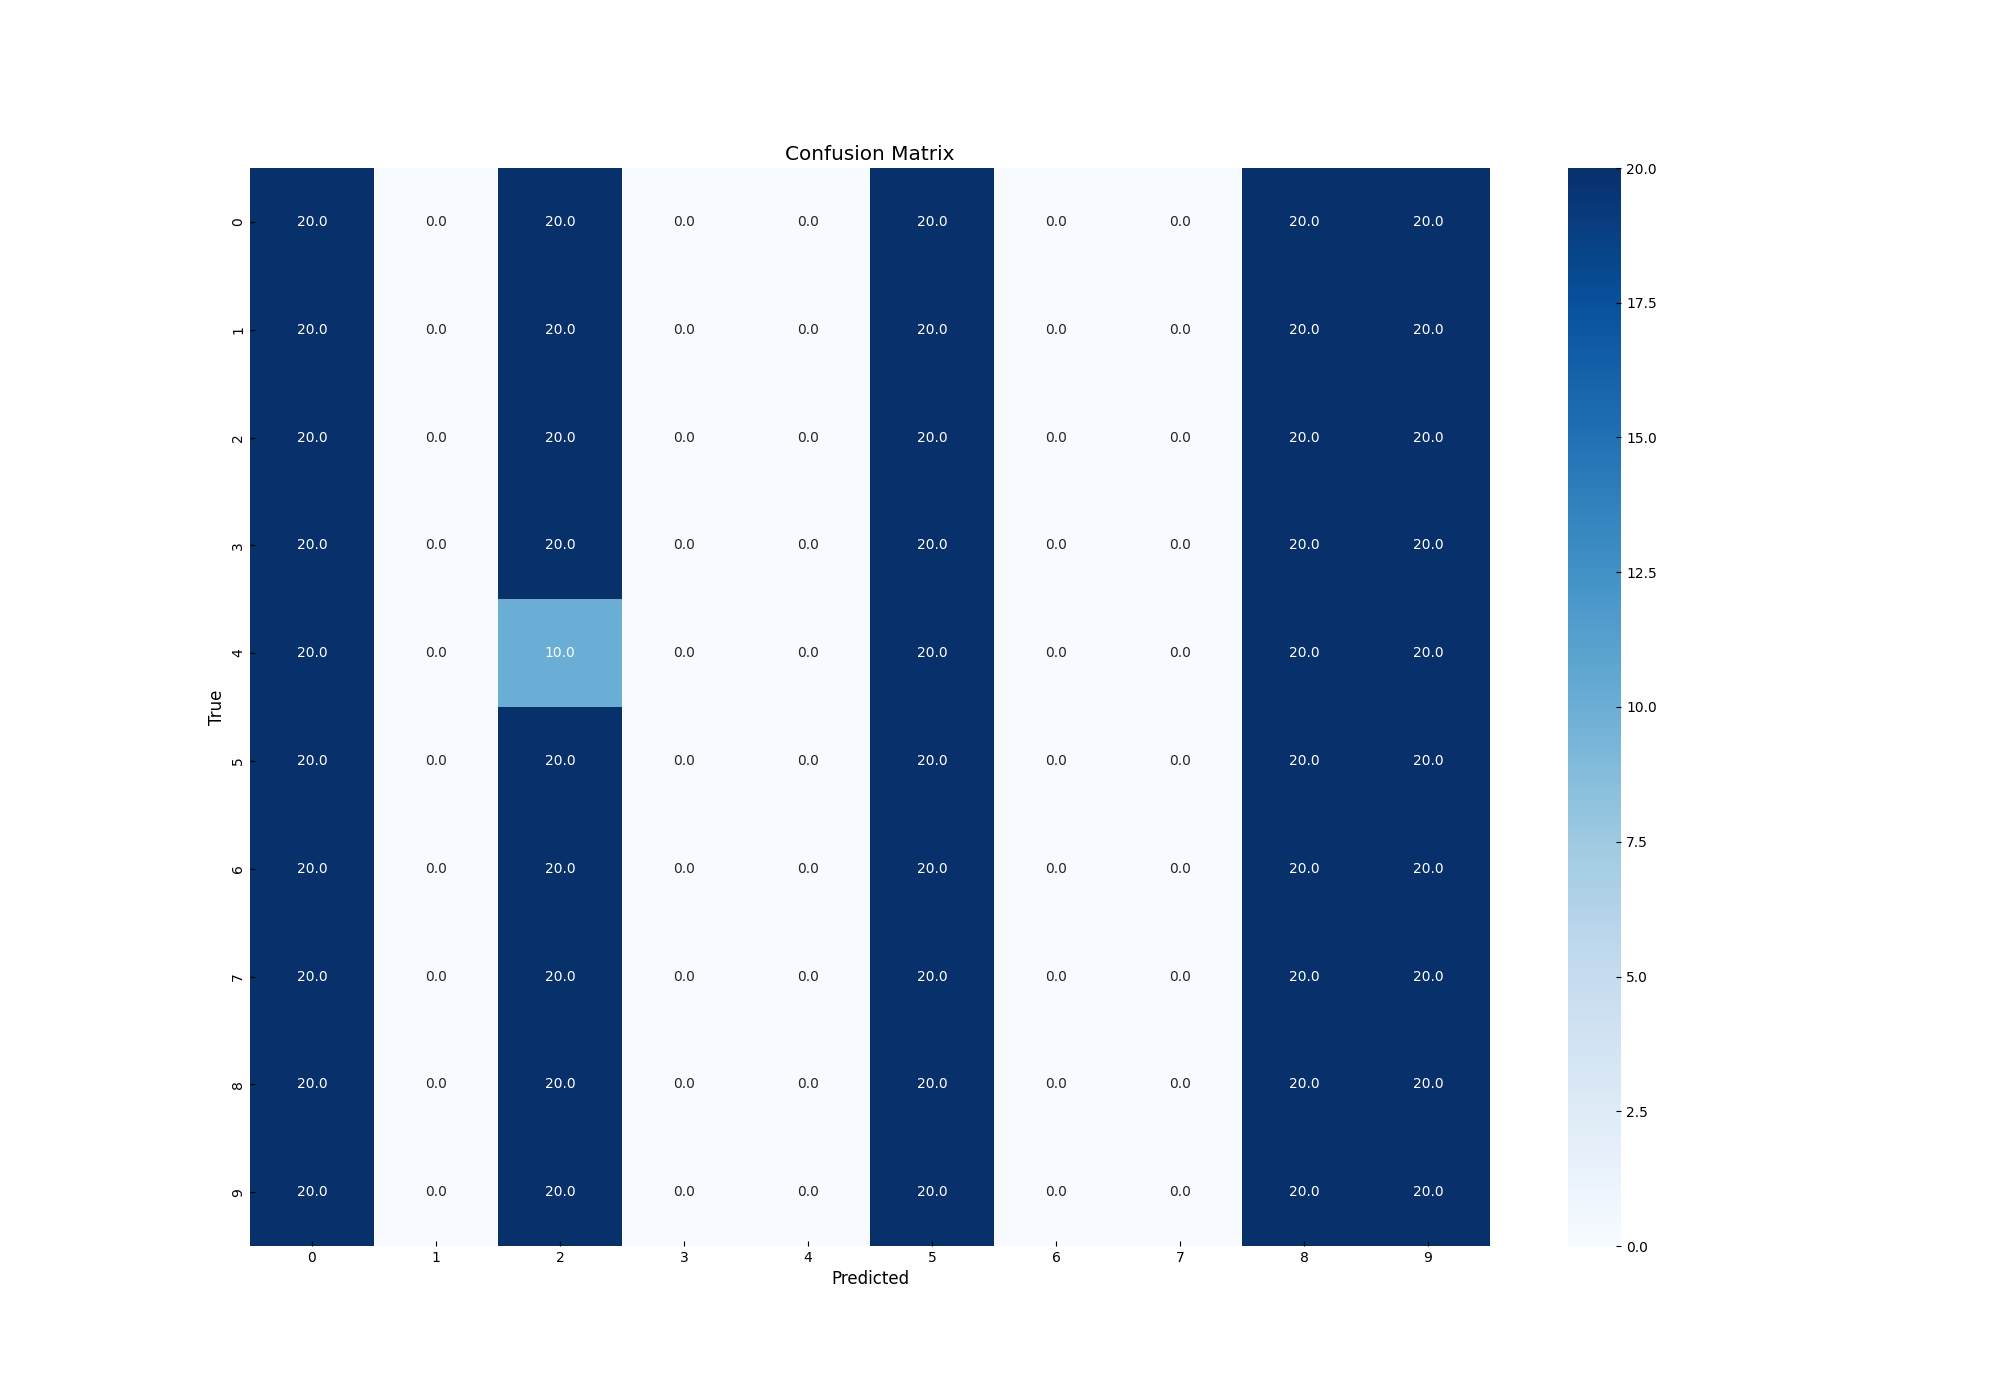 Confusion Matrix
0 20.0 0.0 20.0 0.0 0.0 20.0 0.0 0.0 20.0 20.0
1 20.0 0.0 20.0 0.0 0.0 20.0 0.0 0.0 20.0 20.0
2 20.0 0.0 20.0 0.0 0.0 20.0 0.0 0.0 20.0 20.0
3 20.0 0.0 20.0 0.0 0.0 20.0 0.0 0.0 20.0 20.0
4 20.0 0.0 10.0 0.0 0.0 20.0 0.0 0.0 20.0 20.0
5 20.0 0.0 20.0 0.0 0.0 20.0 0.0 0.0 20.0 20.0
6 20.0 0.0 20.0 0.0 0.0 20.0 0.0 0.0 20.0 20.0
7 20.0 0.0 20.0 0.0 0.0 20.0 0.0 0.0 20.0 20.0
8 20.0 0.0 20.0 0.0 0.0 20.0 0.0 0.0 20.0 20.0
9 20.0 0.0 20.0 0.0 0.0 20.0 0.0 0.0 20.0 20.0
0 1 2 3 4 5 6 7 8 9
Predicted
True
20.0
17.5
15.0
12.5
10.0
7.5
5.0
2.5
0.0